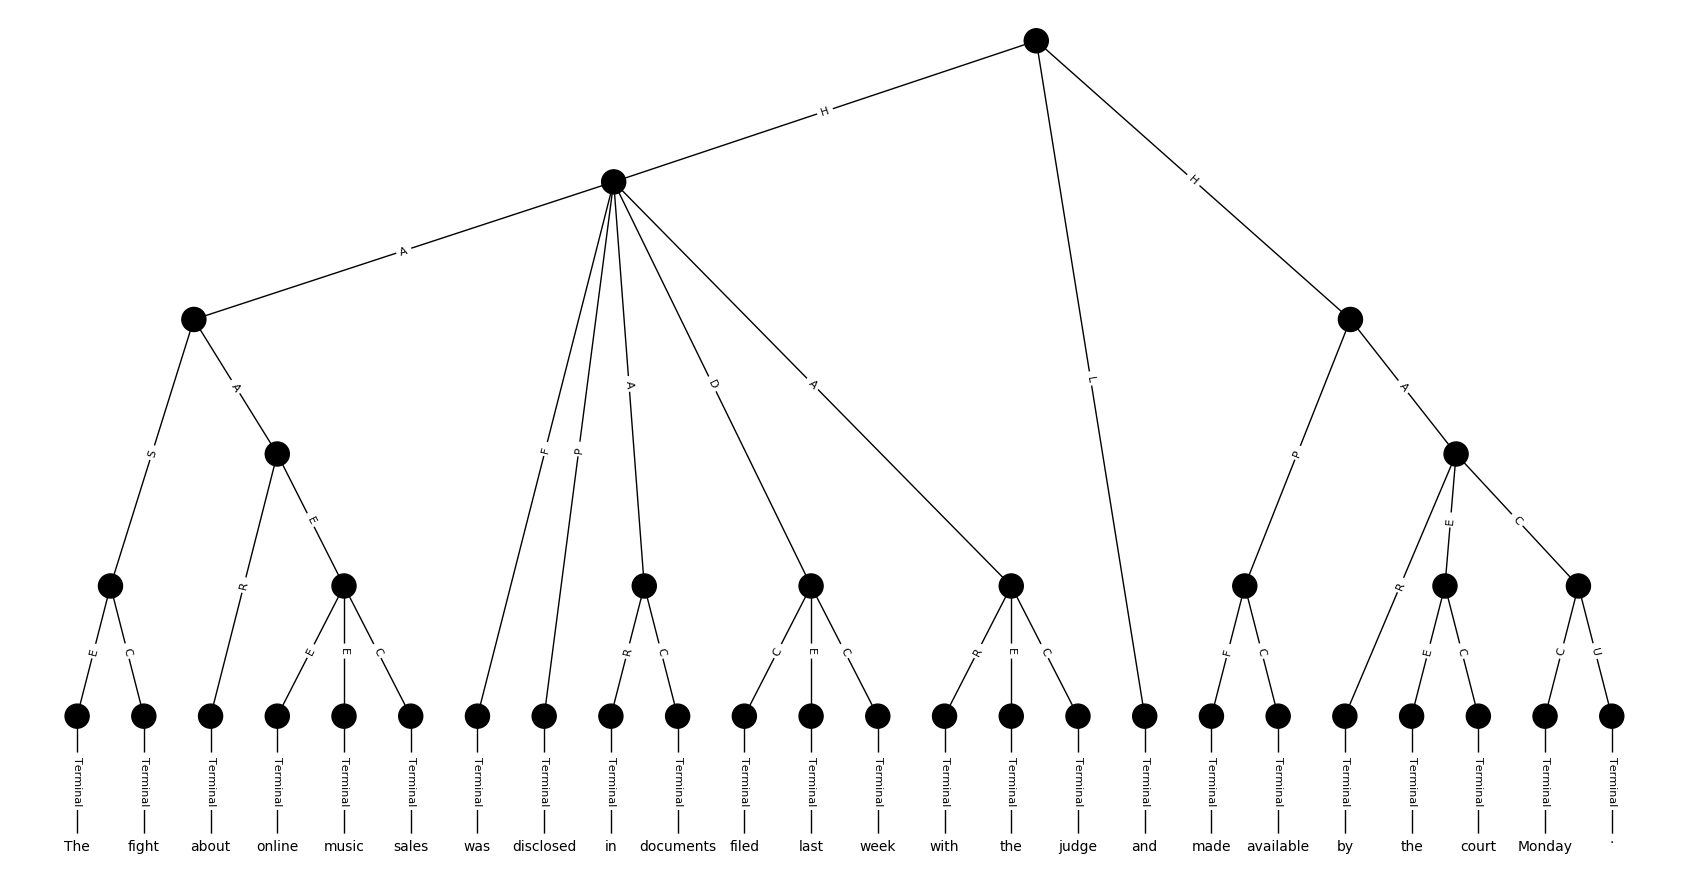 H
H
A
A
A
D
A
L
A
S
F
P
P
E
E
C
R
R
E
C
E
E
C
R
C
C
E
C
R
E
C
F
C
E
C
C
U
Terminal Terminal Terminal Terminal Terminal Terminal Terminal Terminal Terminal Terminal Terminal Terminal Terminal Terminal Terminal Terminal Terminal Terminal Terminal Terminal Terminal Terminal Terminal Terminal
The fight about online music sales was disclosed in documents filed last week with the judge and made available by the court Monday .